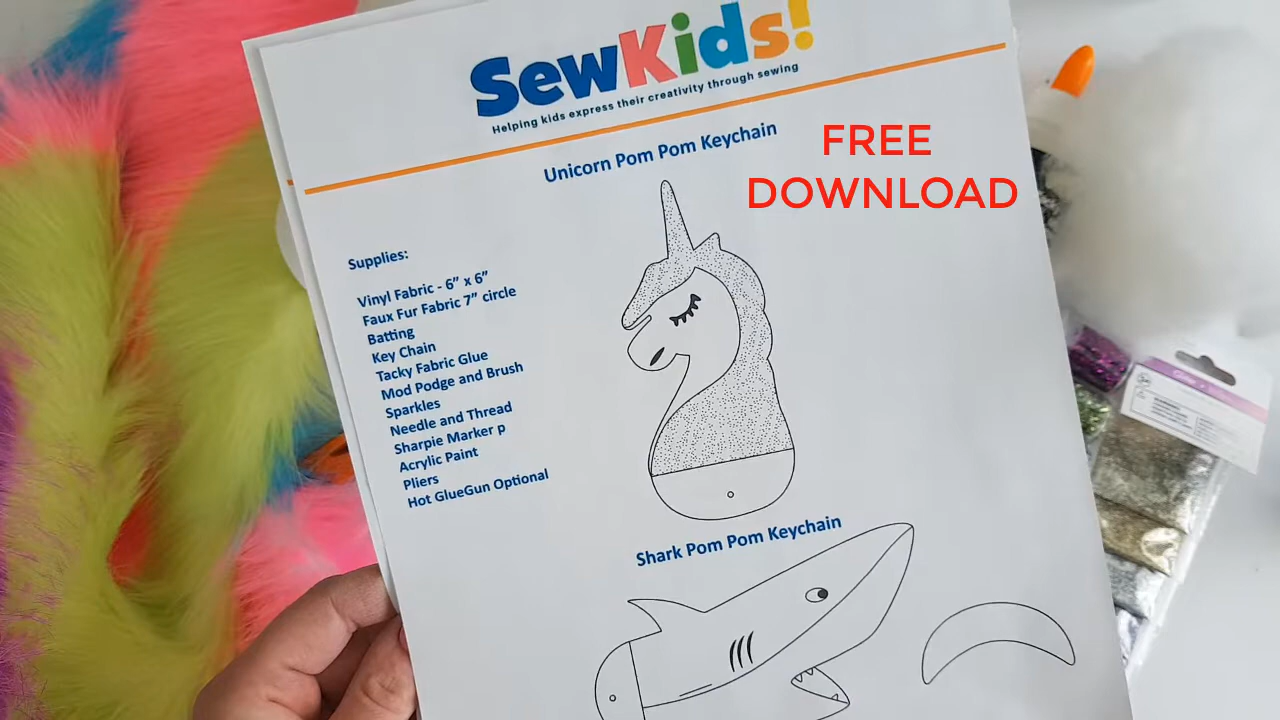 SewKids!
Helping kids express their creativity through sewing
Unicorn Pom Pom Keychain
FREE
DOWNLOAD
Supplies:
Vinyl Fabric - 6” x 6”
Faux Fur Fabric 7” circle
Batting
Key Chain
Tacky Fabric Glue
Mod Podge and Brush
Sparkles
Needle and Thread
Sharpie Marker p
Acrylic Paint
Pliers
Hot GlueGun Optional
Shark Pom Pom Keychain